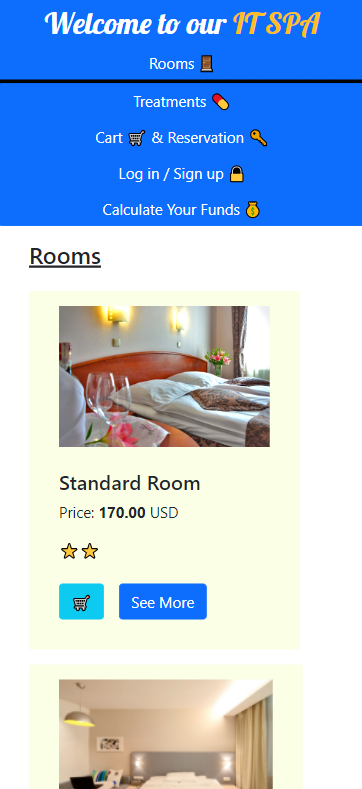 Welcome to our IT SPA
Rooms 🚪
Treatments 💊
Cart 🛒 & Reservation 🔑
Log in / Sign up 🔒
Calculate Your Funds 💰
Rooms
Standard Room
Price: 170.00 USD
⭐⭐
🛒 See More